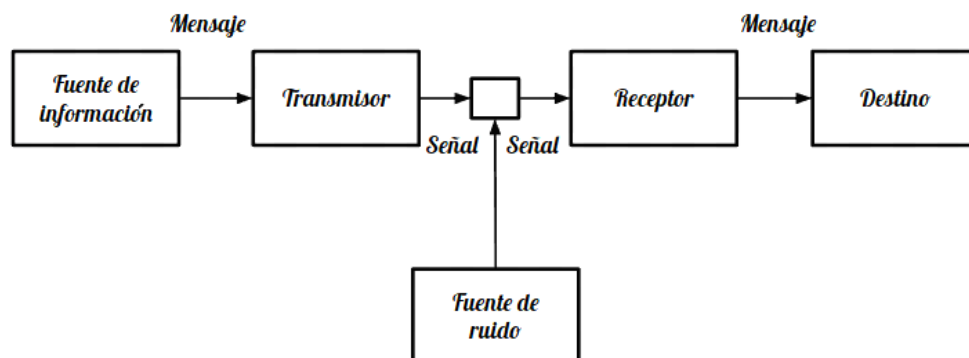 Mensaje
Mensaje
Fuente de
información
Transmisor
Receptor
Destino
Señal
Señal
Fuente de
ruido